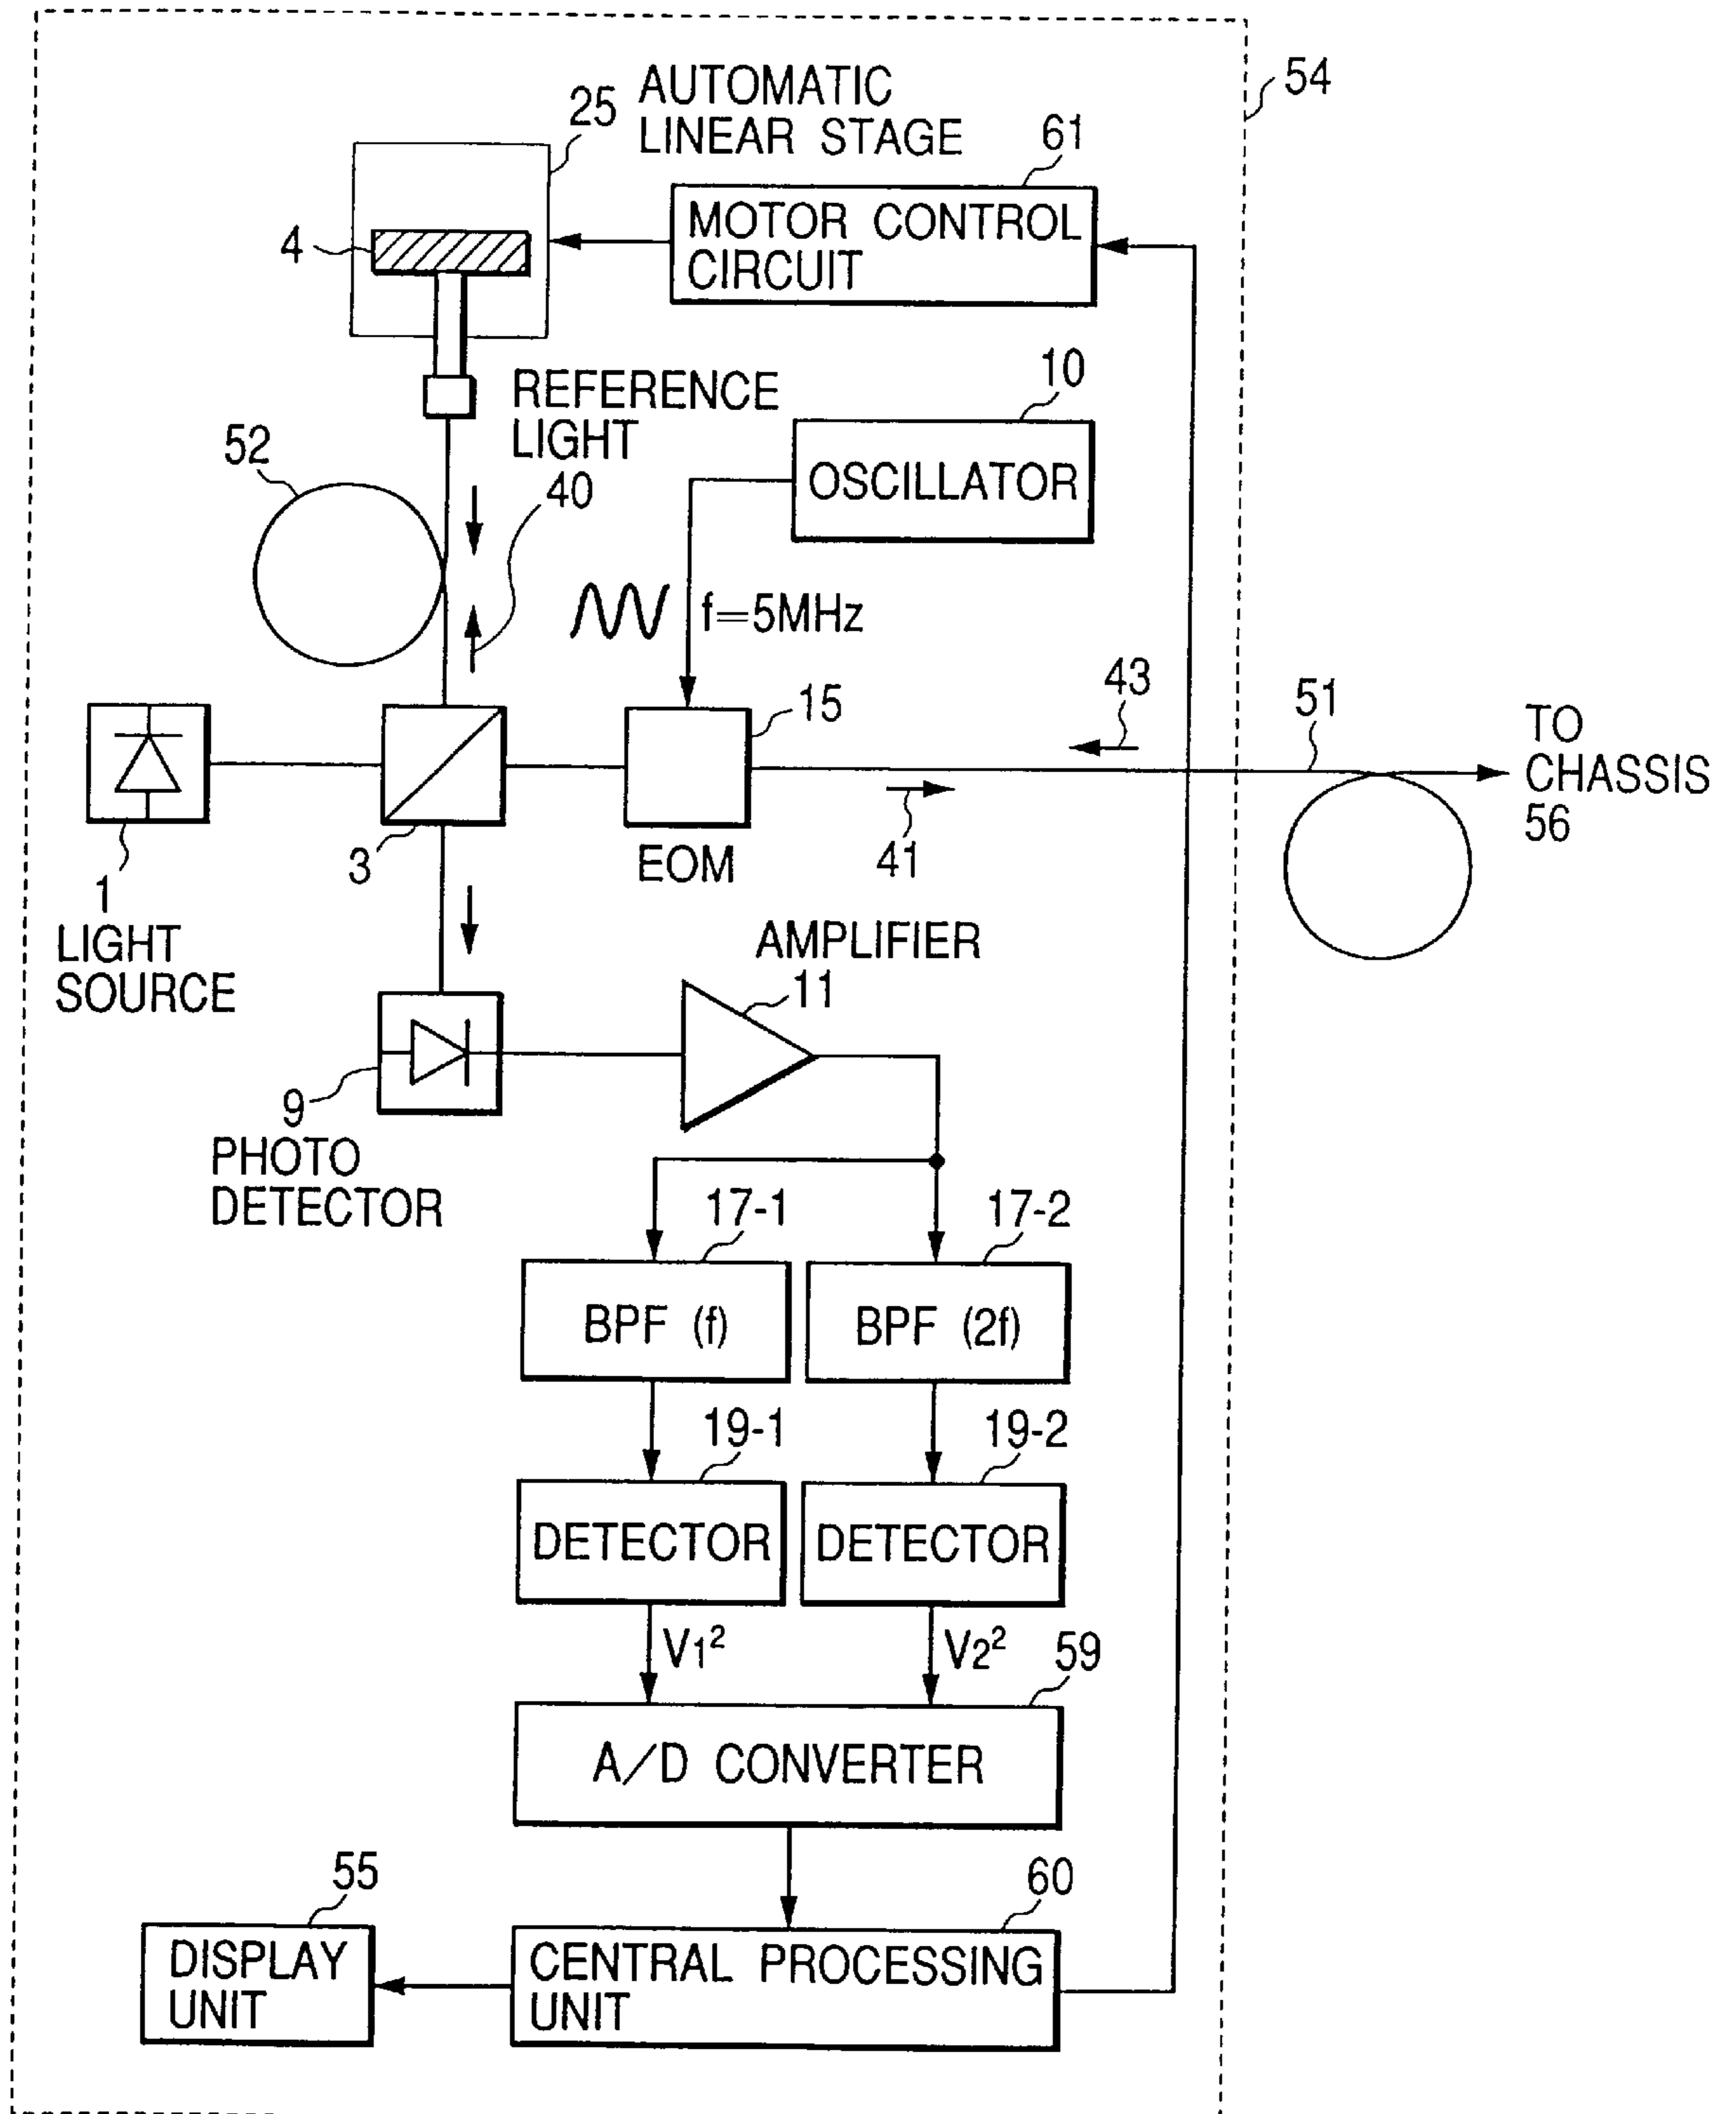 54
AUTOMATIC
LINEAR STAGE
25
61
MOTOR CONTROL
CIRCUIT
4
REFERENCE
LIGHT
10
OSCILLATOR
52
40
f=5MHz
15
43
51
TO
CHASSIS
56
3
EOM
41
1
LIGHT
SOURCE
AMPLIFIER
11
9
PHOTO
DETECTOR
17-1
17-2
BPF (f)
BPF (2f)
19-1
19-2
DETECTOR
DETECTOR
V1²
V2²
59
A/D CONVERTER
55
60
DISPLAY
UNIT
CENTRAL PROCESSING
UNIT